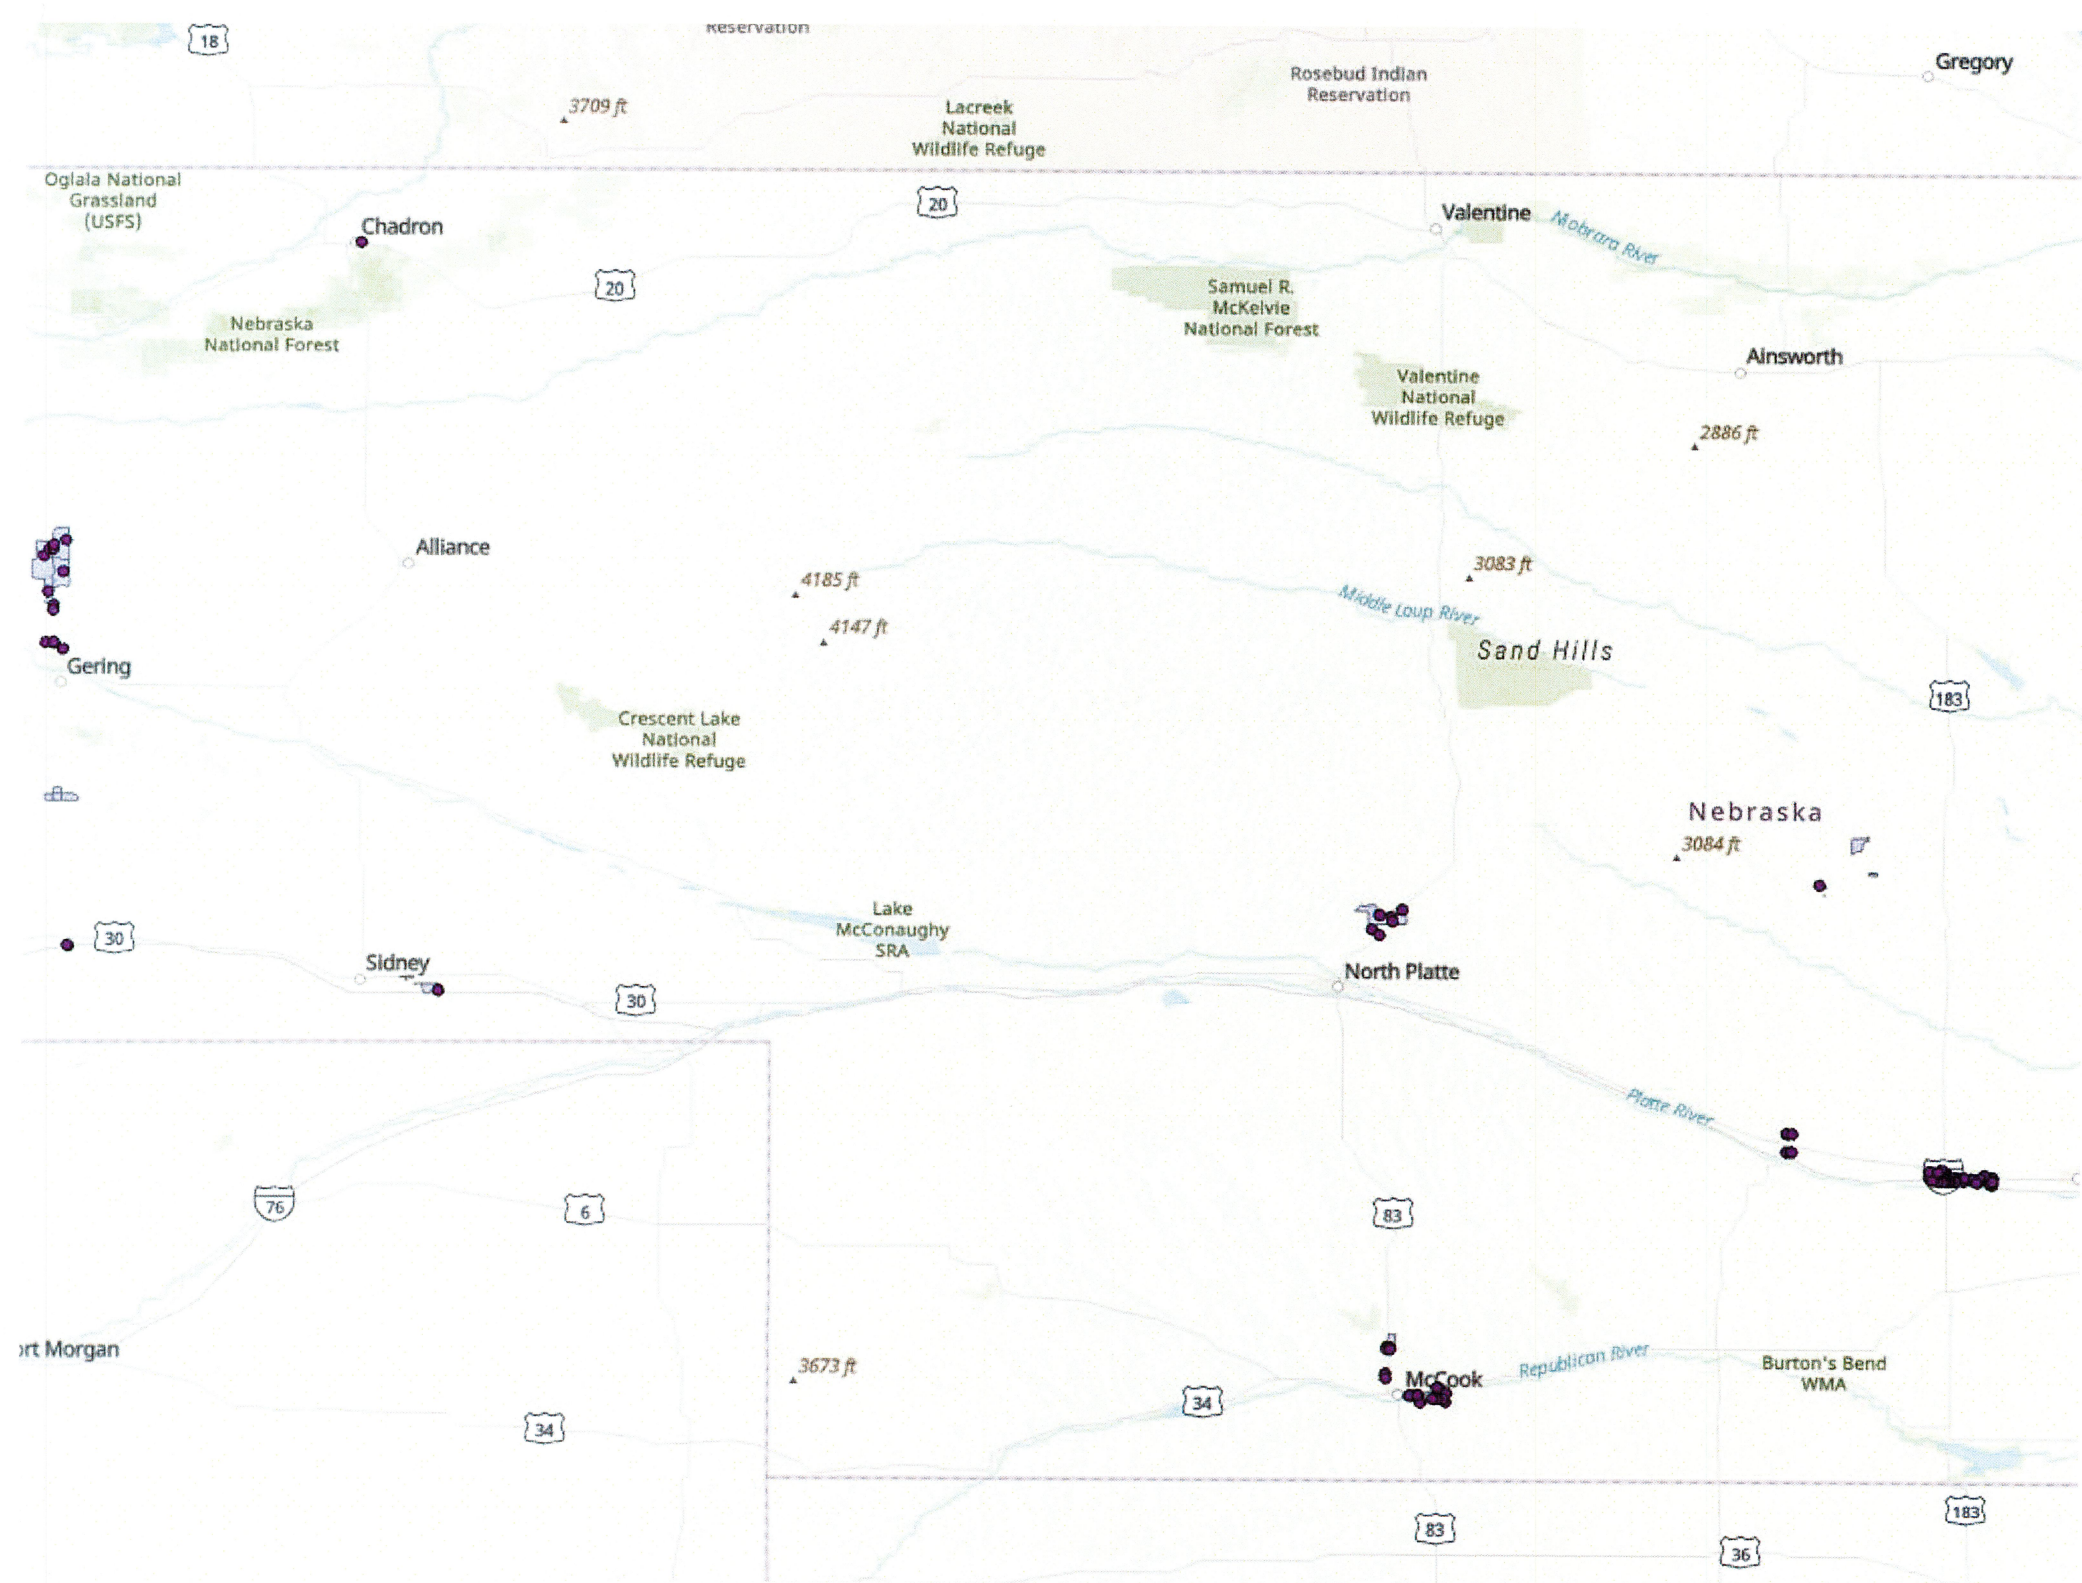 Reservation
18
Gregory
Rosebud Indian
Reservation
3709 ft
Lacreek
National
Wildlife Refuge
Oglala National
Grassland
(USFS)
20
Chadron
Valentine
Niobrara River
20
Samuel R.
McKelvie
National Forest
Nebraska
National Forest
Ainsworth
Valentine
National
Wildlife Refuge
2886 ft
Alliance
3083 ft
4185 ft
Middle Loup River
4147 ft
Sand Hills
Gering
183
Crescent Lake
National
Wildlife Refuge
Nebraska
3084 ft
Lake
McConaughy
SRA
30
Sidney
North Platte
30
Platte River
76
6
83
ort Morgan
3673 ft
McCook
Republican River
Burton's Bend
WMA
34
34
83
183
36